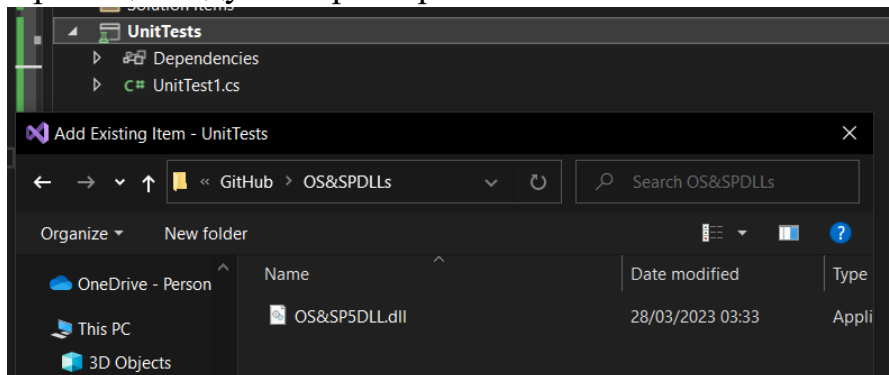 UnitTests
Dependencies
C# UnitTest1.cs
Add Existing Item - UnitTests
« GitHub > OS&SPDLLs
Search OS&SPDLLs
Organize
New folder
?
Name
Date modified
Type
OneDrive - Person
OS&SP5DLL.dll
28/03/2023 03:33
Appli
This PC
3D Objects